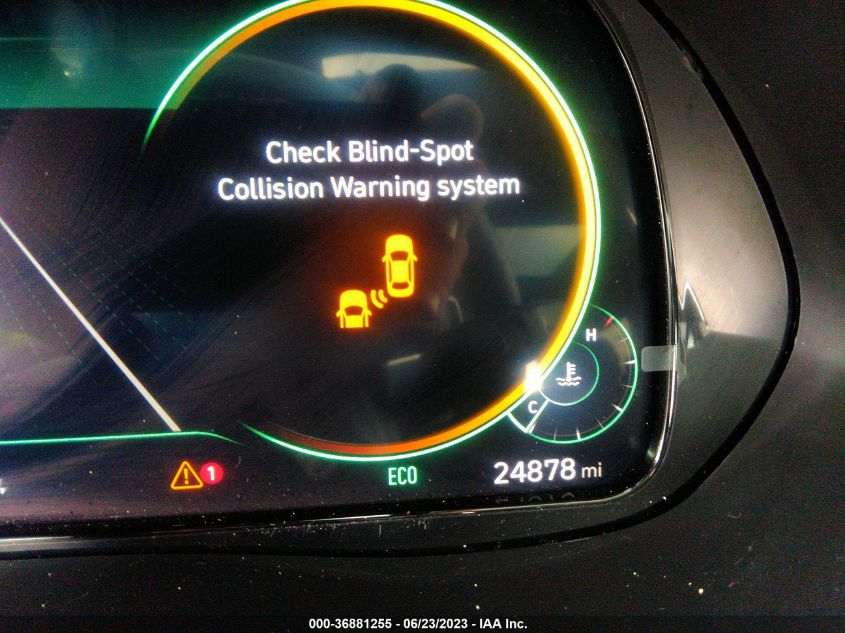 Check Blind-Spot
Collision Warning system
H
C
1
ECO
24878 mi
000-36881255 - 06/23/2023 - IAA Inc.